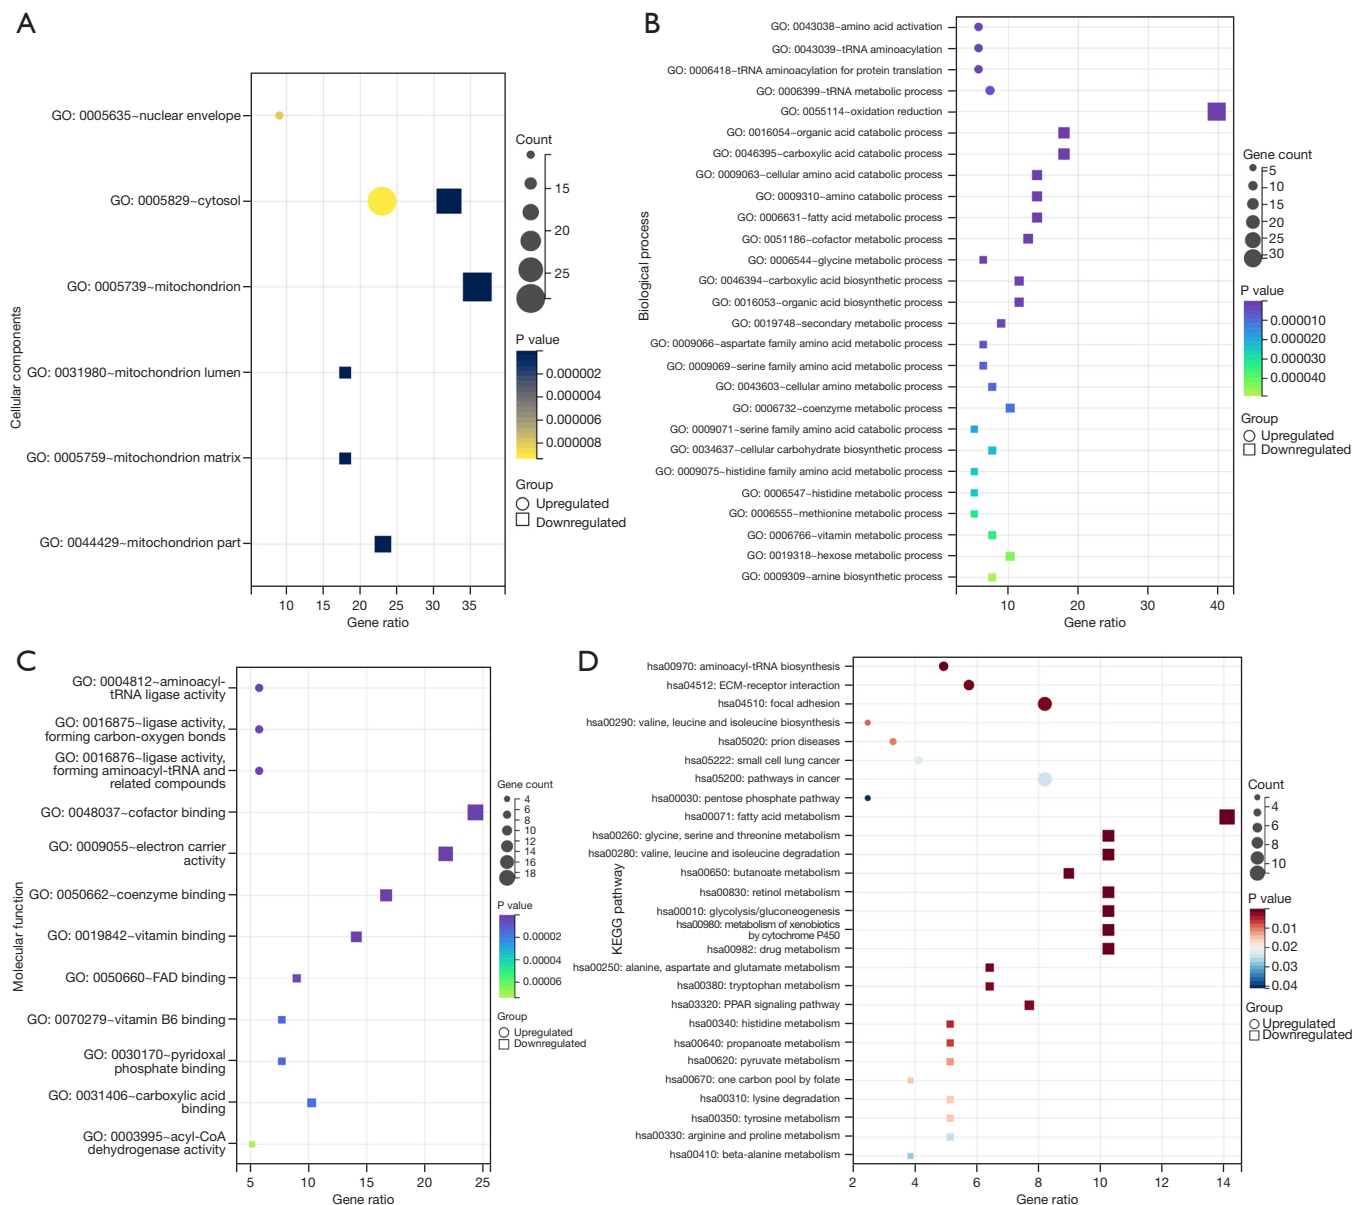 A
Cellular components
GO: 0005635~nuclear envelope
GO: 0005829~cytosol
GO: 0005739~mitochondrion
GO: 0031980~mitochondrion lumen
GO: 0005759~mitochondrion matrix
GO: 0044429~mitochondrion part
10 15 20 25 30 35
Gene ratio
Count
15
20
25
P value
0.000002
0.000004
0.000006
0.000008
Group
Upregulated
Downregulated
B
Biological process
GO: 0043038~amino acid activation
GO: 0043039~tRNA aminoacylation
GO: 0006418~tRNA aminoacylation for protein translation
GO: 0006399~tRNA metabolic process
GO: 0055114~oxidation reduction
GO: 0016054~organic acid catabolic process
GO: 0046395~carboxylic acid catabolic process
GO: 0009063~cellular amino acid catabolic process
GO: 0009310~amino catabolic process
GO: 0006631~fatty acid metabolic process
GO: 0051186~cofactor metabolic process
GO: 0006544~glycine metabolic process
GO: 0046394~carboxylic acid biosynthetic process
GO: 0016053~organic acid biosynthetic process
GO: 0019748~secondary metabolic process
GO: 0009066~aspartate family amino acid metabolic process
GO: 0009069~serine family amino acid metabolic process
GO: 0043603~cellular amino metabolic process
GO: 0006732~coenzyme metabolic process
GO: 0009071~serine family amino acid catabolic process
GO: 0034637~cellular carbohydrate biosynthetic process
GO: 0009075~histidine family amino acid metabolic process
GO: 0006547~histidine metabolic process
GO: 0006555~methionine metabolic process
GO: 0006766~vitamin metabolic process
GO: 0019318~hexose metabolic process
GO: 0009309~amine biosynthetic process
10 20 30 40
Gene ratio
Gene count
5
10
15
20
25
30
P value
0.000010
0.000020
0.000030
0.000040
Group
Upregulated
Downregulated
C
Molecular function
GO: 0004812~aminoacyl-
tRNA ligase activity
GO: 0016875~ligase activity,
forming carbon-oxygen bonds
GO: 0016876~ligase activity,
forming aminoacyl-tRNA and
related compounds
GO: 0048037~cofactor binding
GO: 0009055~electron carrier
activity
GO: 0050662~coenzyme binding
GO: 0019842~vitamin binding
GO: 0050660~FAD binding
GO: 0070279~vitamin B6 binding
GO: 0030170~pyridoxal
phosphate binding
GO: 0031406~carboxylic acid
binding
GO: 0003995~acyl-CoA
dehydrogenase activity
5 10 15 20 25
Gene ratio
Gene count
4
6
8
10
12
14
16
18
P value
0.00002
0.00004
0.00006
Group
Upregulated
Downregulated
D
KEGG pathway
hsa00970: aminoacyl-tRNA biosynthesis
hsa04512: ECM-receptor interaction
hsa04510: focal adhesion
hsa00290: valine, leucine and isoleucine biosynthesis
hsa05020: prion diseases
hsa05222: small cell lung cancer
hsa05200: pathways in cancer
hsa00030: pentose phosphate pathway
hsa00071: fatty acid metabolism
hsa00260: glycine, serine and threonine metabolism
hsa00280: valine, leucine and isoleucine degradation
hsa00650: butanoate metabolism
hsa00830: retinol metabolism
hsa00010: glycolysis/gluconeogenesis
hsa00980: metabolism of xenobiotics
by cytochrome P450
hsa00982: drug metabolism
hsa00250: alanine, aspartate and glutamate metabolism
hsa00380: tryptophan metabolism
hsa03320: PPAR signaling pathway
hsa00340: histidine metabolism
hsa00640: propanoate metabolism
hsa00620: pyruvate metabolism
hsa00670: one carbon pool by folate
hsa00310: lysine degradation
hsa00350: tyrosine metabolism
hsa00330: arginine and proline metabolism
hsa00410: beta-alanine metabolism
2 4 6 8 10 12 14
Gene ratio
Count
4
6
8
10
P value
0.01
0.02
0.03
0.04
Group
Upregulated
Downregulated